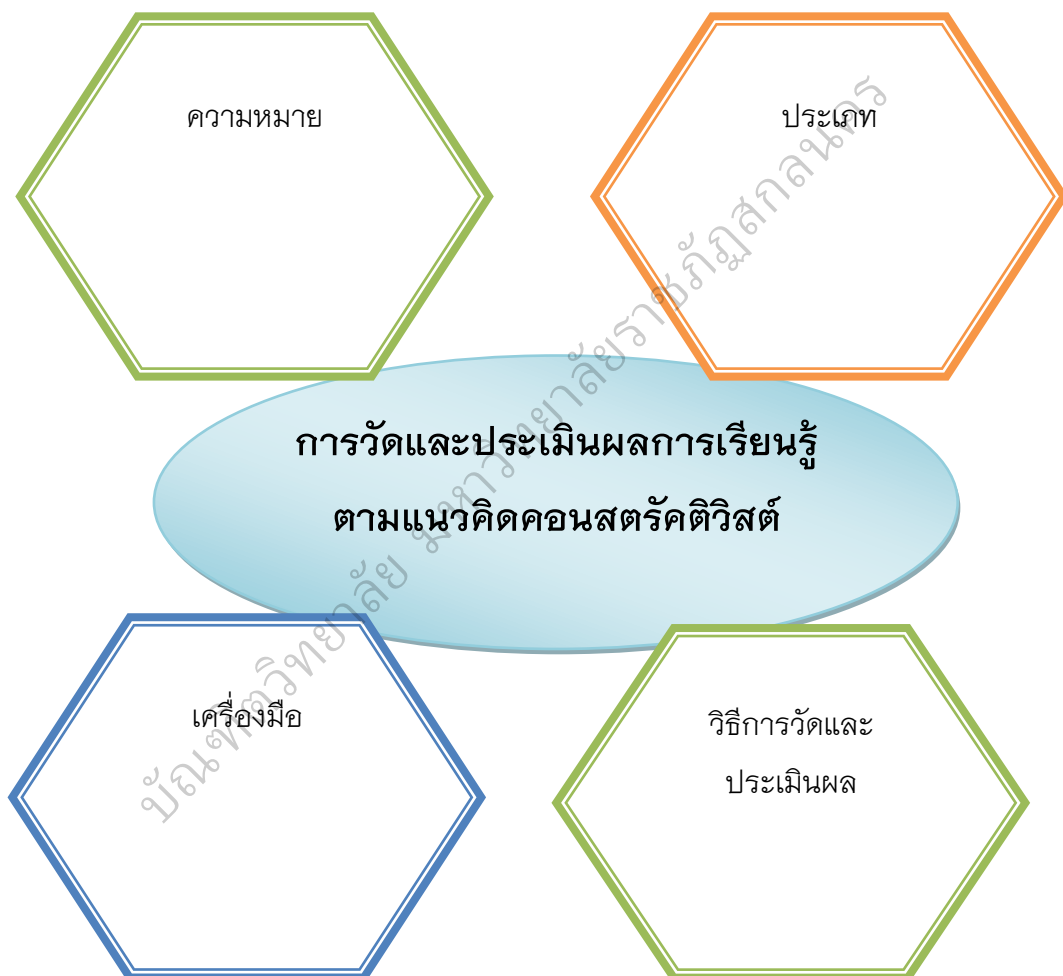 ความหมาย
ประเภท
การวัดและประเมินผลการเรียนรู้
ตามแนวคิดคอนสตรัคติวิสต์
เครื่องมือ
วิธีการวัดและ
ประเมินผล
บัณฑิตวิทยาลัย มหาวิทยาลัยราชภัฏสกลนคร